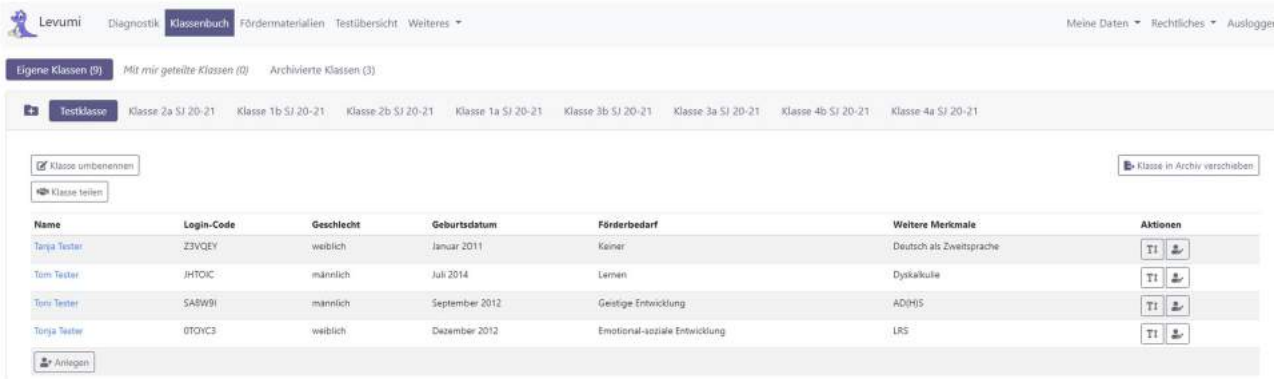 Levumi Diagnostik Klassenbuch Fördermaterialien Testübersicht Weiteres Meine Daten Rechtliches Auslogge
Eigene Klassen (9) Mit mir geteilte Klassen (0) Archivierte Klassen (3)
Testklasse Klasse 2a SJ 20-21 Klasse 1b SJ 20-21 Klasse 2b SJ 20-21 Klasse 1a SJ 20-21 Klasse 3b SJ 20-21 Klasse 3a SJ 20-21 Klasse 4b SJ 20-21 Klasse 4a SJ 20-21
Klasse umbenennen Klasse in Archiv verschieben
Klasse teilen
Name Login-Code Geschlecht Geburtsdatum Förderbedarf Weitere Merkmale Aktionen
Tanja Tester Z3VQEY weiblich Januar 2011 Keiner Deutsch als Zweitsprache
Tom Tester JHTOIC männlich Juli 2014 Lernen Dyskalkulie
Toni Tester SA8W9I männlich September 2012 Geistige Entwicklung AD(H)S
Tonja Tester 0TOYC3 weiblich Dezember 2012 Emotional-soziale Entwicklung LRS
Anlegen